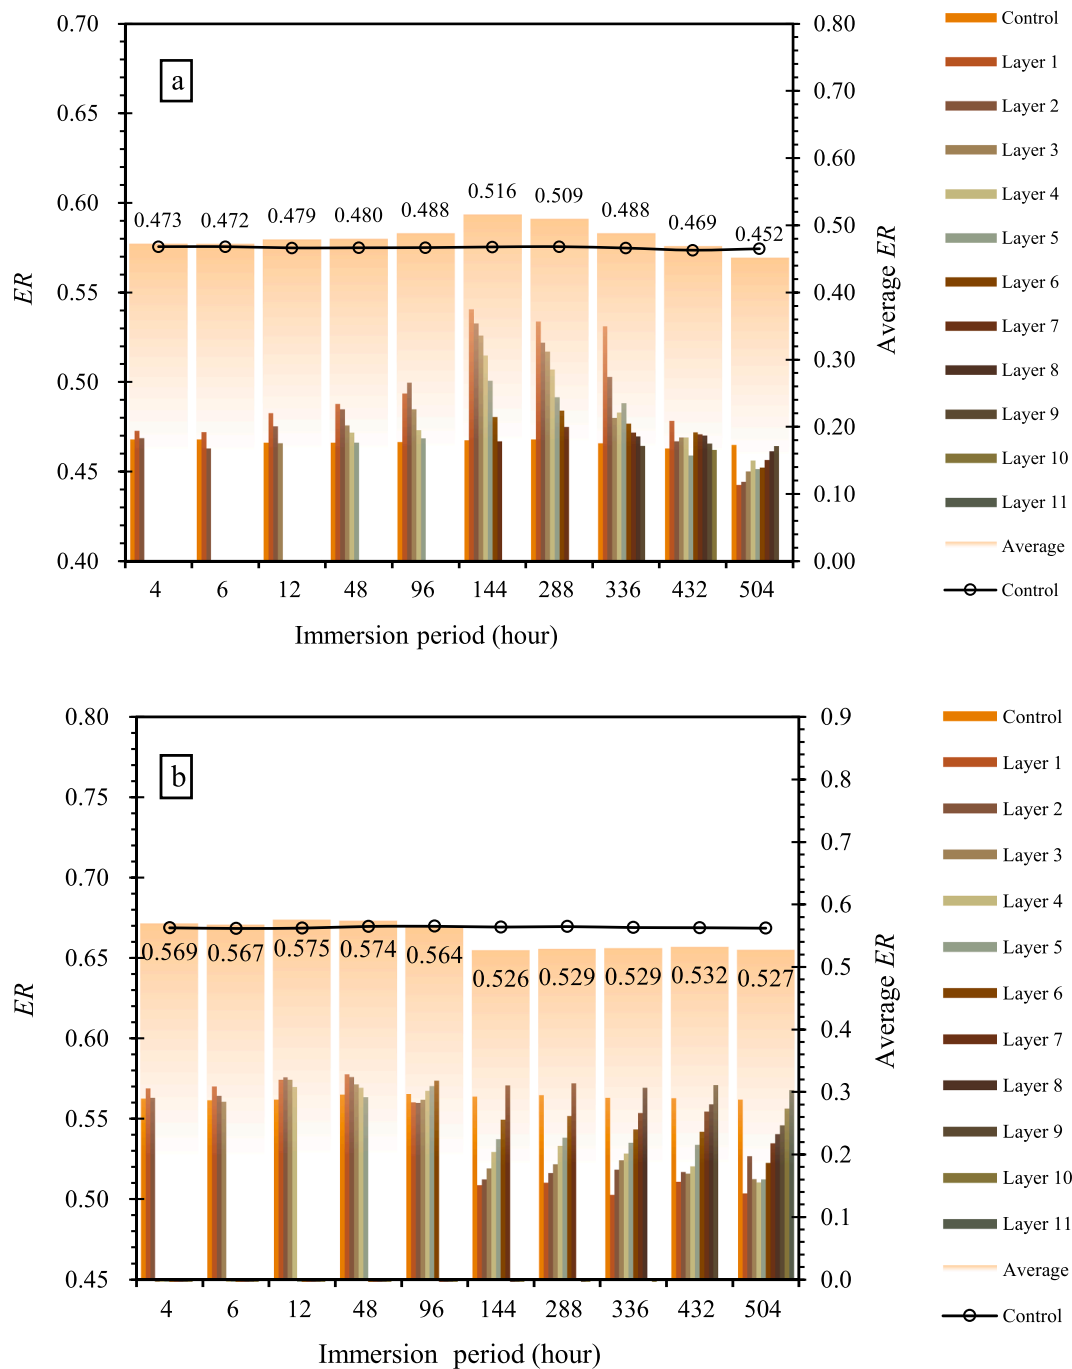 a
0.70
0.65
0.60
0.55
0.50
0.45
0.40
ER
0.473
0.472
0.479
0.480
0.488
0.516
0.509
0.488
0.469
0.452
0.80
0.70
0.60
0.50
0.40
0.30
0.20
0.10
0.00
Average ER
4 6 12 48 96 144 288 336 432 504
Immersion period (hour)
Control
Layer 1
Layer 2
Layer 3
Layer 4
Layer 5
Layer 6
Layer 7
Layer 8
Layer 9
Layer 10
Layer 11
Average
Control
b
0.80
0.75
0.70
0.65
0.60
0.55
0.50
0.45
ER
0.569
0.567
0.575
0.574
0.564
0.526
0.529
0.529
0.532
0.527
0.9
0.8
0.7
0.6
0.5
0.4
0.3
0.2
0.1
0.0
Average ER
4 6 12 48 96 144 288 336 432 504
Immersion period (hour)
Control
Layer 1
Layer 2
Layer 3
Layer 4
Layer 5
Layer 6
Layer 7
Layer 8
Layer 9
Layer 10
Layer 11
Average
Control